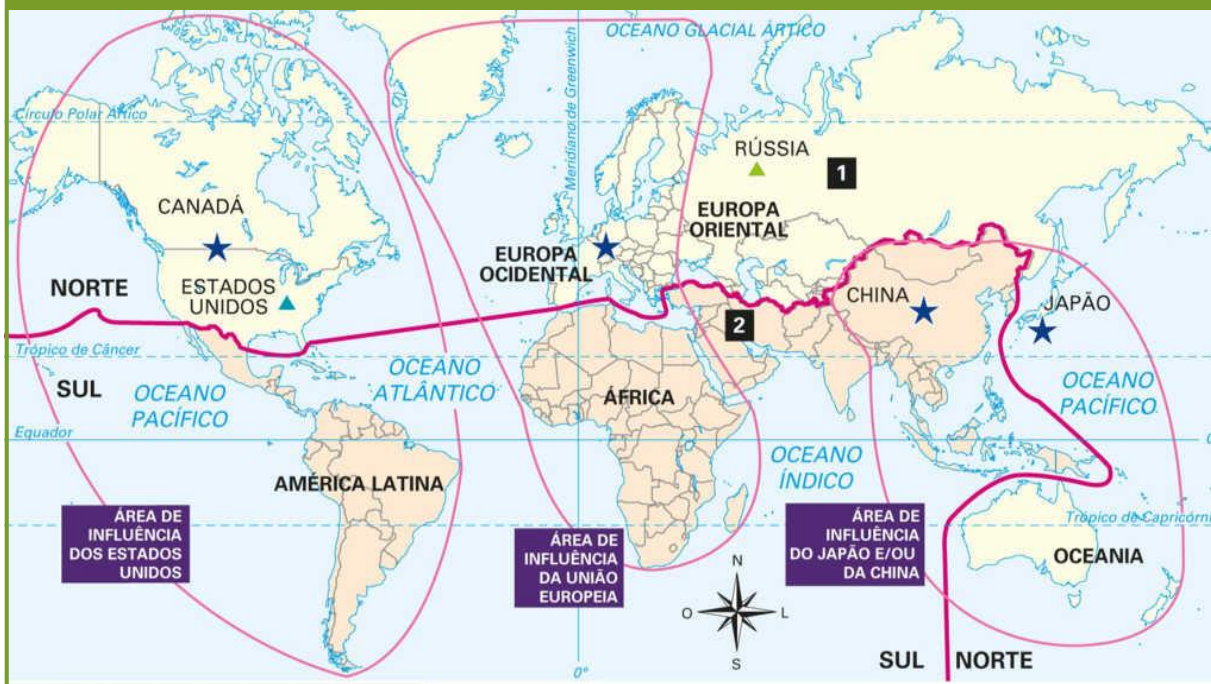 OCEANO GLACIAL ÁRTICO
Círculo Polar Ártico
Meridiano de Greenwich
RÚSSIA
1
CANADÁ
EUROPA
ORIENTAL
EUROPA
OCIDENTAL
ESTADOS
UNIDOS
NORTE
CHINA
JAPÃO
2
Trópico de Câncer
SUL
OCEANO
PACÍFICO
OCEANO
ATLÂNTICO
ÁFRICA
OCEANO
PACÍFICO
Equador
0
OCEANO
ÍNDICO
AMÉRICA LATINA
ÁREA DE
INFLUÊNCIA
DOS ESTADOS
UNIDOS
ÁREA DE
INFLUÊNCIA
DA UNIÃO
EUROPEIA
ÁREA DE
INFLUÊNCIA
DO JAPÃO E/OU
DA CHINA
Trópico de Capricórni
OCEANIA
N
O
L
S
0°
SUL
NORTE